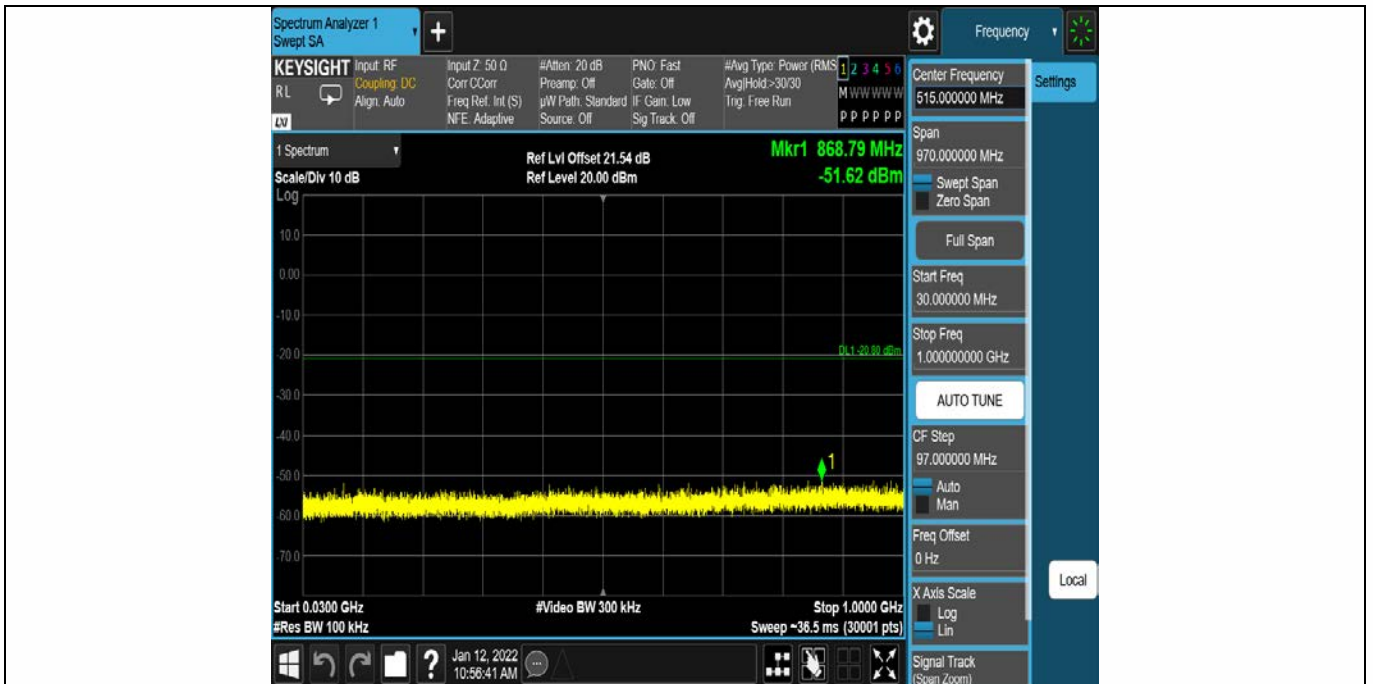 Spectrum Analyzer 1
Swept SA
Frequency
KEYSIGHT
RL
Input: RF
Coupling: DC
Align: Auto
Input Z: 50 Ω
Corr CCorr
Freq Ref: Int (S)
NFE: Adaptive
#Atten: 20 dB
Preamp: Off
µW Path: Standard
Source: Off
PNO: Fast
Gate: Off
IF Gain: Low
Sig Track: Off
#Avg Type: Power (RMS
Avg|Hold:>30/30
Trig: Free Run
1 2 3 4 5 6
M W W W W W
P P P P P P
1 Spectrum
Scale/Div 10 dB
Log
Ref Lvl Offset 21.54 dB
Ref Level 20.00 dBm
Mkr1 868.79 MHz
-51.62 dBm
10.0
0.00
-10.0
-20.0
DL1 -20.90 dBm
-30.0
-40.0
-50.0
1
-60.0
-70.0
Start 0.0300 GHz
#Res BW 100 kHz
#Video BW 300 kHz
Stop 1.0000 GHz
Sweep ~36.5 ms (30001 pts)
?
Jan 12, 2022
10:56:41 AM
Center Frequency
515.000000 MHz
Span
970.000000 MHz
Swept Span
Zero Span
Full Span
Start Freq
30.000000 MHz
Stop Freq
1.000000000 GHz
AUTO TUNE
CF Step
97.000000 MHz
Auto
Man
Freq Offset
0 Hz
X Axis Scale
Log
Lin
Signal Track
(Span Zoom)
Settings
Local